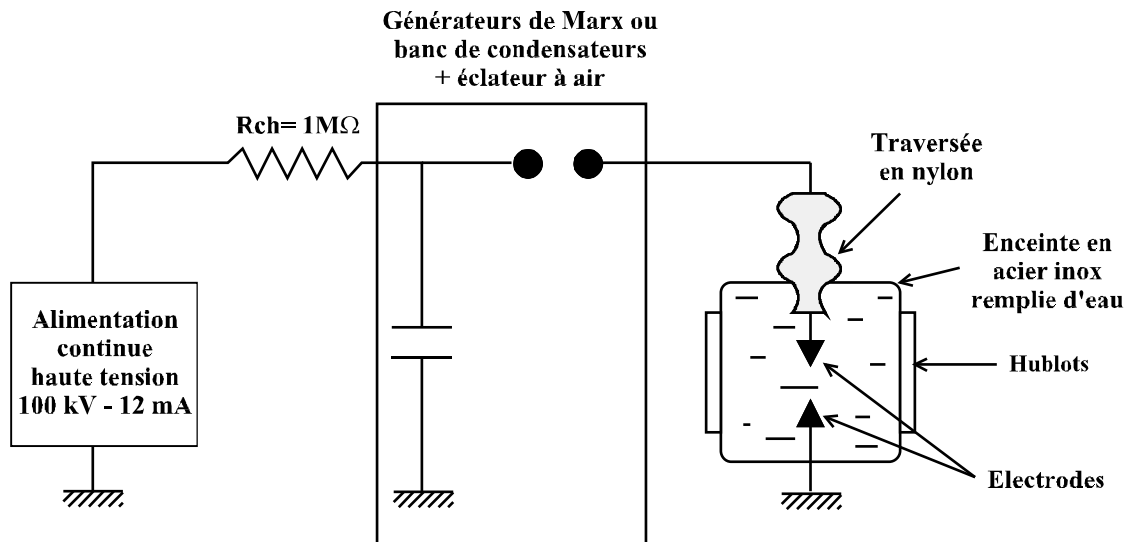 Générateurs de Marx ou
banc de condensateurs
+ éclateur à air
Rch= 1MΩ
Traversée
en nylon
Enceinte en
acier inox
remplie d'eau
Alimentation
continue
haute tension
100 kV - 12 mA
Hublots
Electrodes